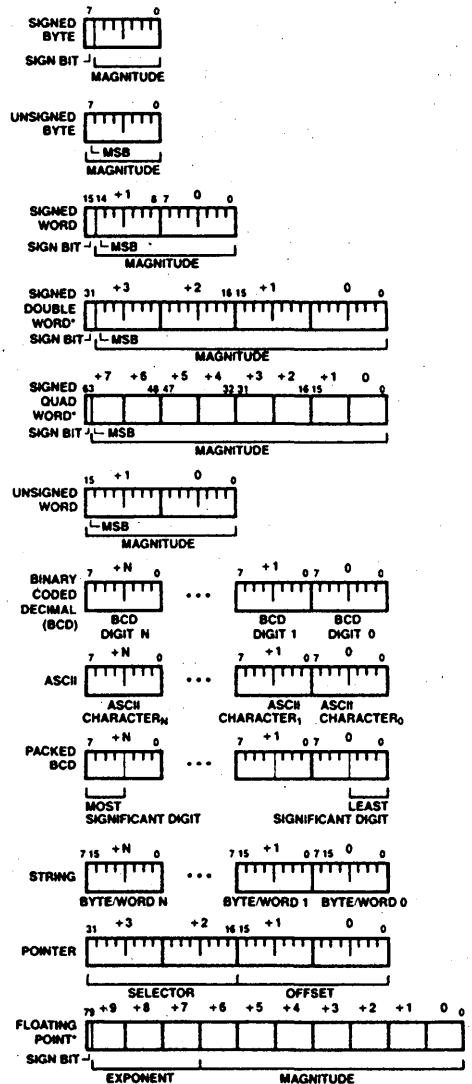 7 0
SIGNED BYTE
SIGN BIT MAGNITUDE
7 0
UNSIGNED BYTE
MSB
MAGNITUDE
15 14 +1 8 7 0 0
SIGNED WORD
SIGN BIT MSB
MAGNITUDE
31 +3 +2 16 15 +1 0 0
SIGNED DOUBLE WORD*
SIGN BIT MSB
MAGNITUDE
+7 +6 +5 +4 +3 +2 +1 0
63 48 47 32 31 16 15 0
SIGNED QUAD WORD*
SIGN BIT MSB
MAGNITUDE
15 +1 0 0
UNSIGNED WORD
MSB
MAGNITUDE
7 +N 0 +1 0 7 0 0
7
BINARY CODED DECIMAL (BCD)
•••
BCD DIGIT N BCD DIGIT 1 BCD DIGIT 0
7 +N 0 7 +1 0 7 0 0
ASCII •••
ASCII CHARACTERN ASCII CHARACTER1 ASCII CHARACTER0
7 +N 0 7 +1 0 7 0 0
PACKED BCD •••
MOST SIGNIFICANT DIGIT LEAST SIGNIFICANT DIGIT
7 15 +N 0 7 15 +1 0 7 15 0 0
STRING •••
BYTE/WORD N BYTE/WORD 1 BYTE/WORD 0
31 +3 +2 16 15 +1 0 0
POINTER
SELECTOR OFFSET
79 +9 +8 +7 +6 +5 +4 +3 +2 +1 0 0
FLOATING POINT*
SIGN BIT
EXPONENT MAGNITUDE